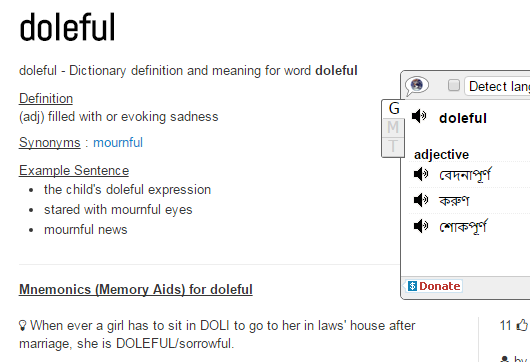 doleful
doleful - Dictionary definition and meaning for word doleful
Definition
(adj) filled with or evoking sadness
Synonyms : mournful
Example Sentence
the child's doleful expression
stared with mournful eyes
mournful news
Mnemonics (Memory Aids) for doleful
When ever a girl has to sit in DOLI to go to her in laws' house after
marriage, she is DOLEFUL/sorrowful.
11
by
Detect lang
G
M
T
doleful
adjective
বেদনাপূর্ণ
করুণ
শোকপূর্ণ
$ Donate